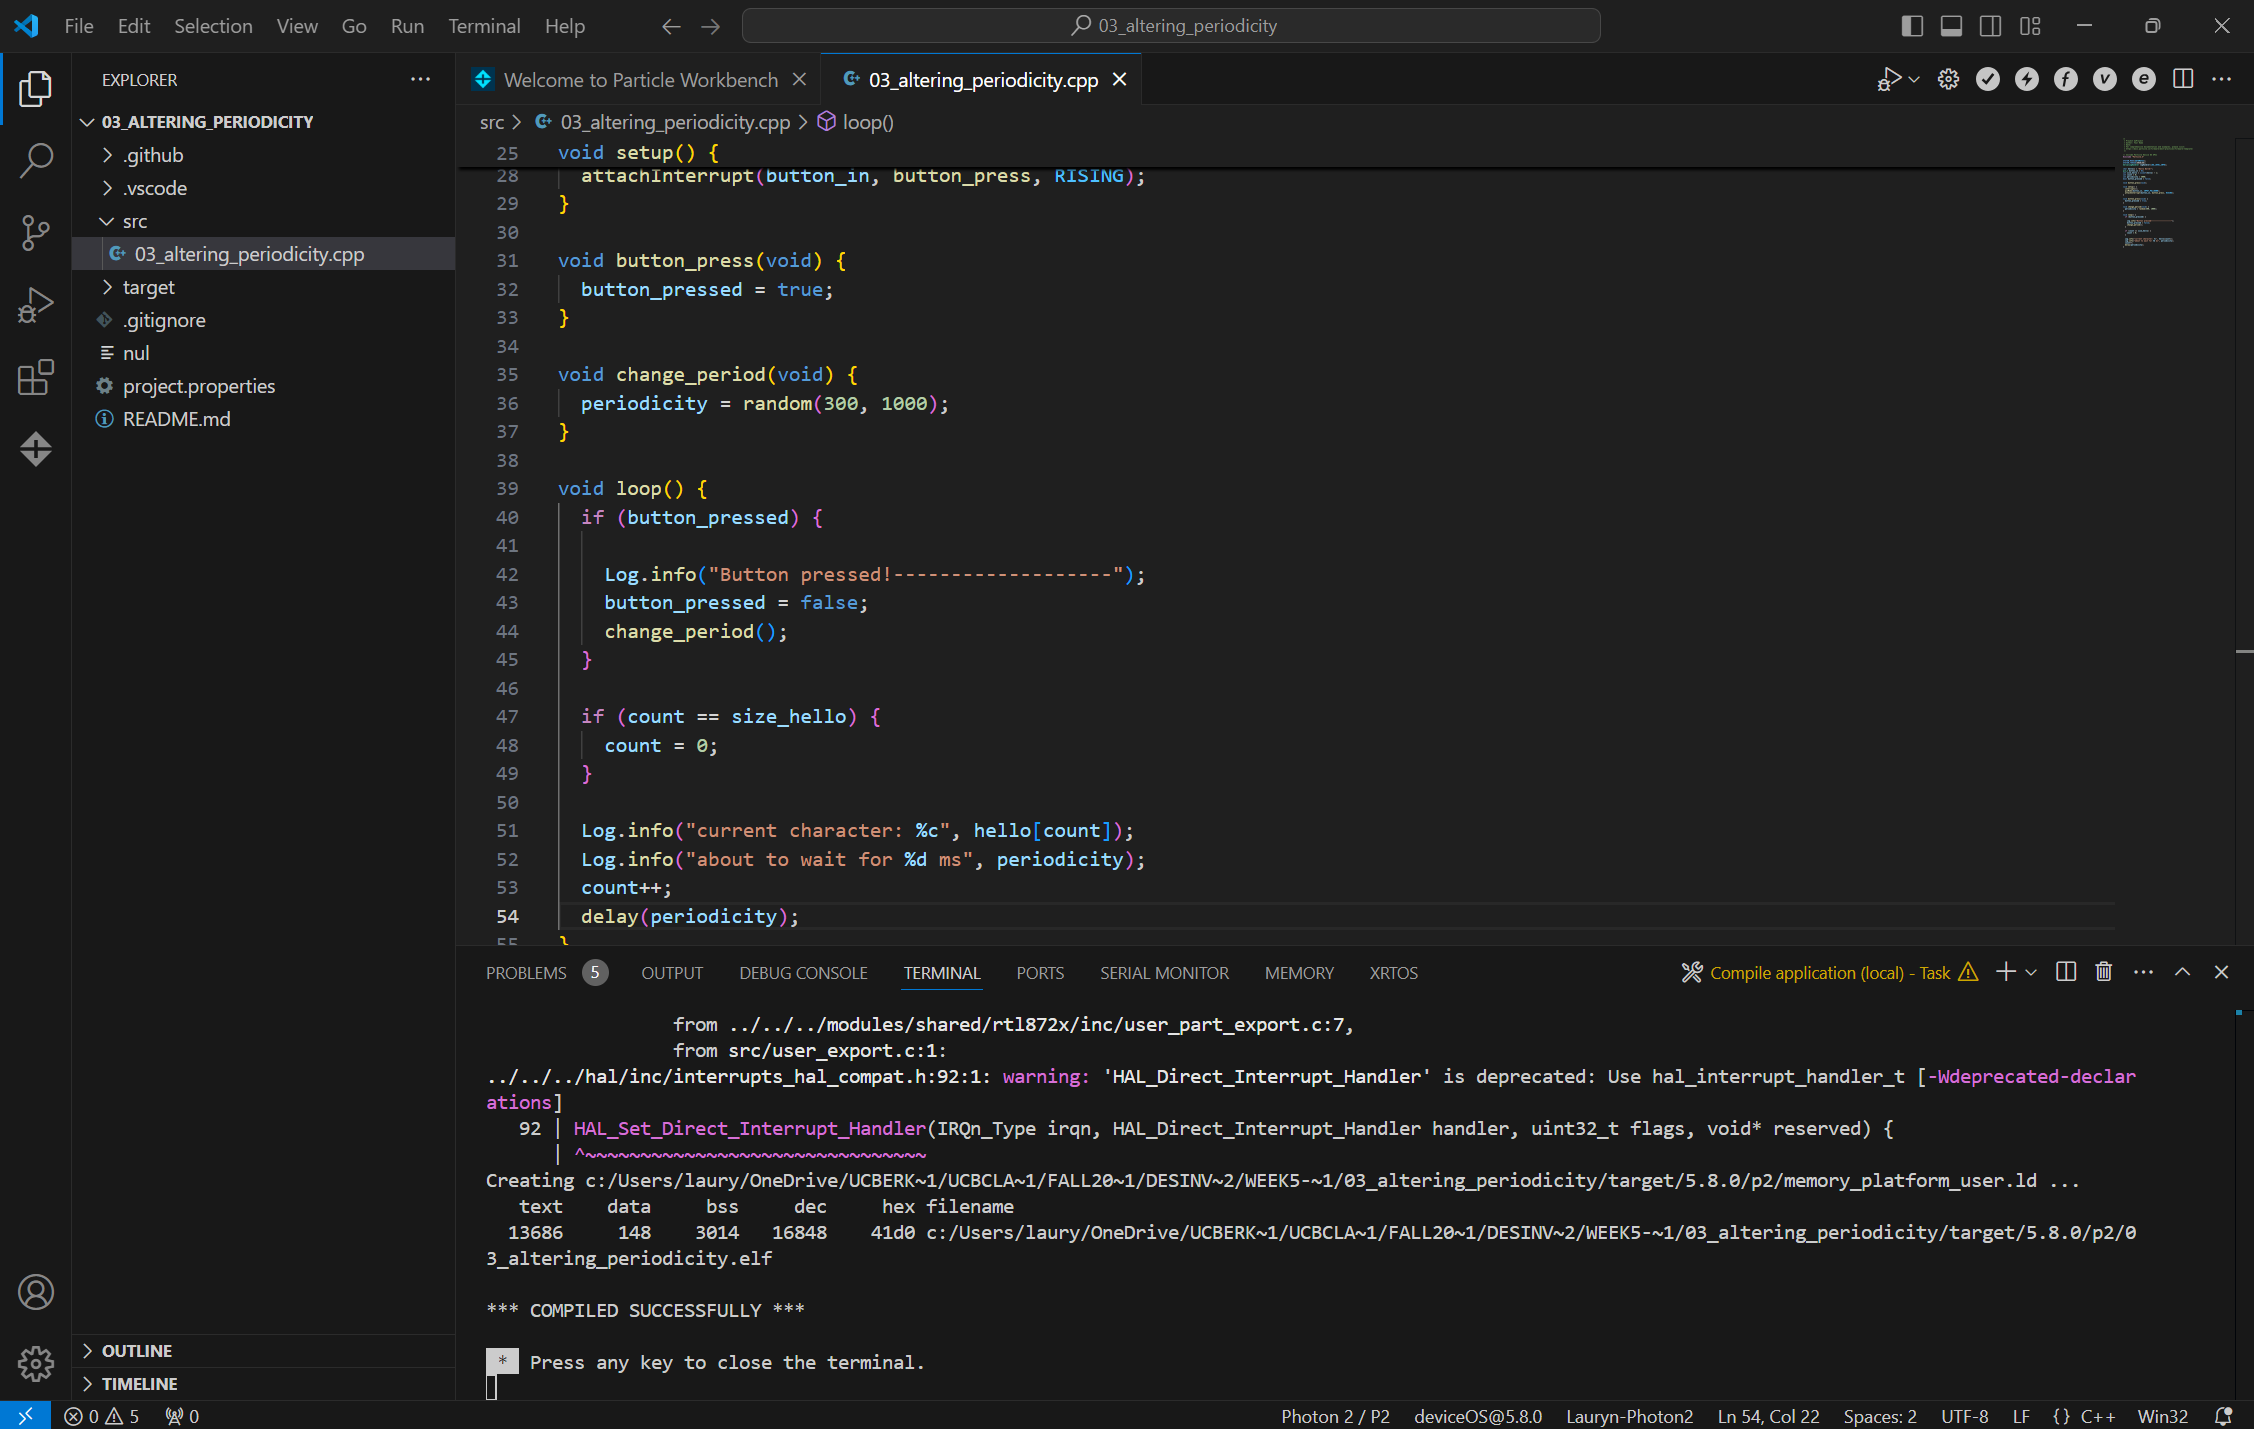 File Edit Selection View Go Run Terminal Help
03_altering_periodicity
EXPLORER
03_ALTERING_PERIODICITY
.github
.vscode
src
03_altering_periodicity.cpp
target
.gitignore
nul
project.properties
README.md
OUTLINE
TIMELINE
Welcome to Particle Workbench
03_altering_periodicity.cpp
src > 03_altering_periodicity.cpp > loop()
25 void setup() {
28 attachInterrupt(button_in, button_press, RISING);
29 }
30
31 void button_press(void) {
32 button_pressed = true;
33 }
34
35 void change_period(void) {
36 periodicity = random(300, 1000);
37 }
38
39 void loop() {
40 if (button_pressed) {
41
42 Log.info("Button pressed!-------------------");
43 button_pressed = false;
44 change_period();
45 }
46
47 if (count == size_hello) {
48 count = 0;
49 }
50
51 Log.info("current character: %c", hello[count]);
52 Log.info("about to wait for %d ms", periodicity);
53 count++;
54 delay(periodicity);
55 }
PROBLEMS 5 OUTPUT DEBUG CONSOLE TERMINAL PORTS SERIAL MONITOR MEMORY XRTOS
Compile application (local) - Task
from ../../../modules/shared/rtl872x/inc/user_part_export.c:7,
from src/user_export.c:1:
../../../hal/inc/interrupts_hal_compat.h:92:1: warning: 'HAL_Direct_Interrupt_Handler' is deprecated: Use hal_interrupt_handler_t [-Wdeprecated-declar
ations]
92 | HAL_Set_Direct_Interrupt_Handler(IRQn_Type irqn, HAL_Direct_Interrupt_Handler handler, uint32_t flags, void* reserved) {
| ^~~~~~~~~~~~~~~~~~~~~~~~~~~~~~~~
Creating c:/Users/laury/OneDrive/UCBERK~1/UCBCLA~1/FALL20~1/DESINV~2/WEEK5-~1/03_altering_periodicity/target/5.8.0/p2/memory_platform_user.ld ...
text data bss dec hex filename
13686 148 3014 16848 41d0 c:/Users/laury/OneDrive/UCBERK~1/UCBCLA~1/FALL20~1/DESINV~2/WEEK5-~1/03_altering_periodicity/target/5.8.0/p2/0
3_altering_periodicity.elf
*** COMPILED SUCCESSFULLY ***
* Press any key to close the terminal.
0 5 0
Photon 2 / P2 deviceOS@5.8.0 Lauryn-Photon2 Ln 54, Col 22 Spaces: 2 UTF-8 LF {} C++ Win32